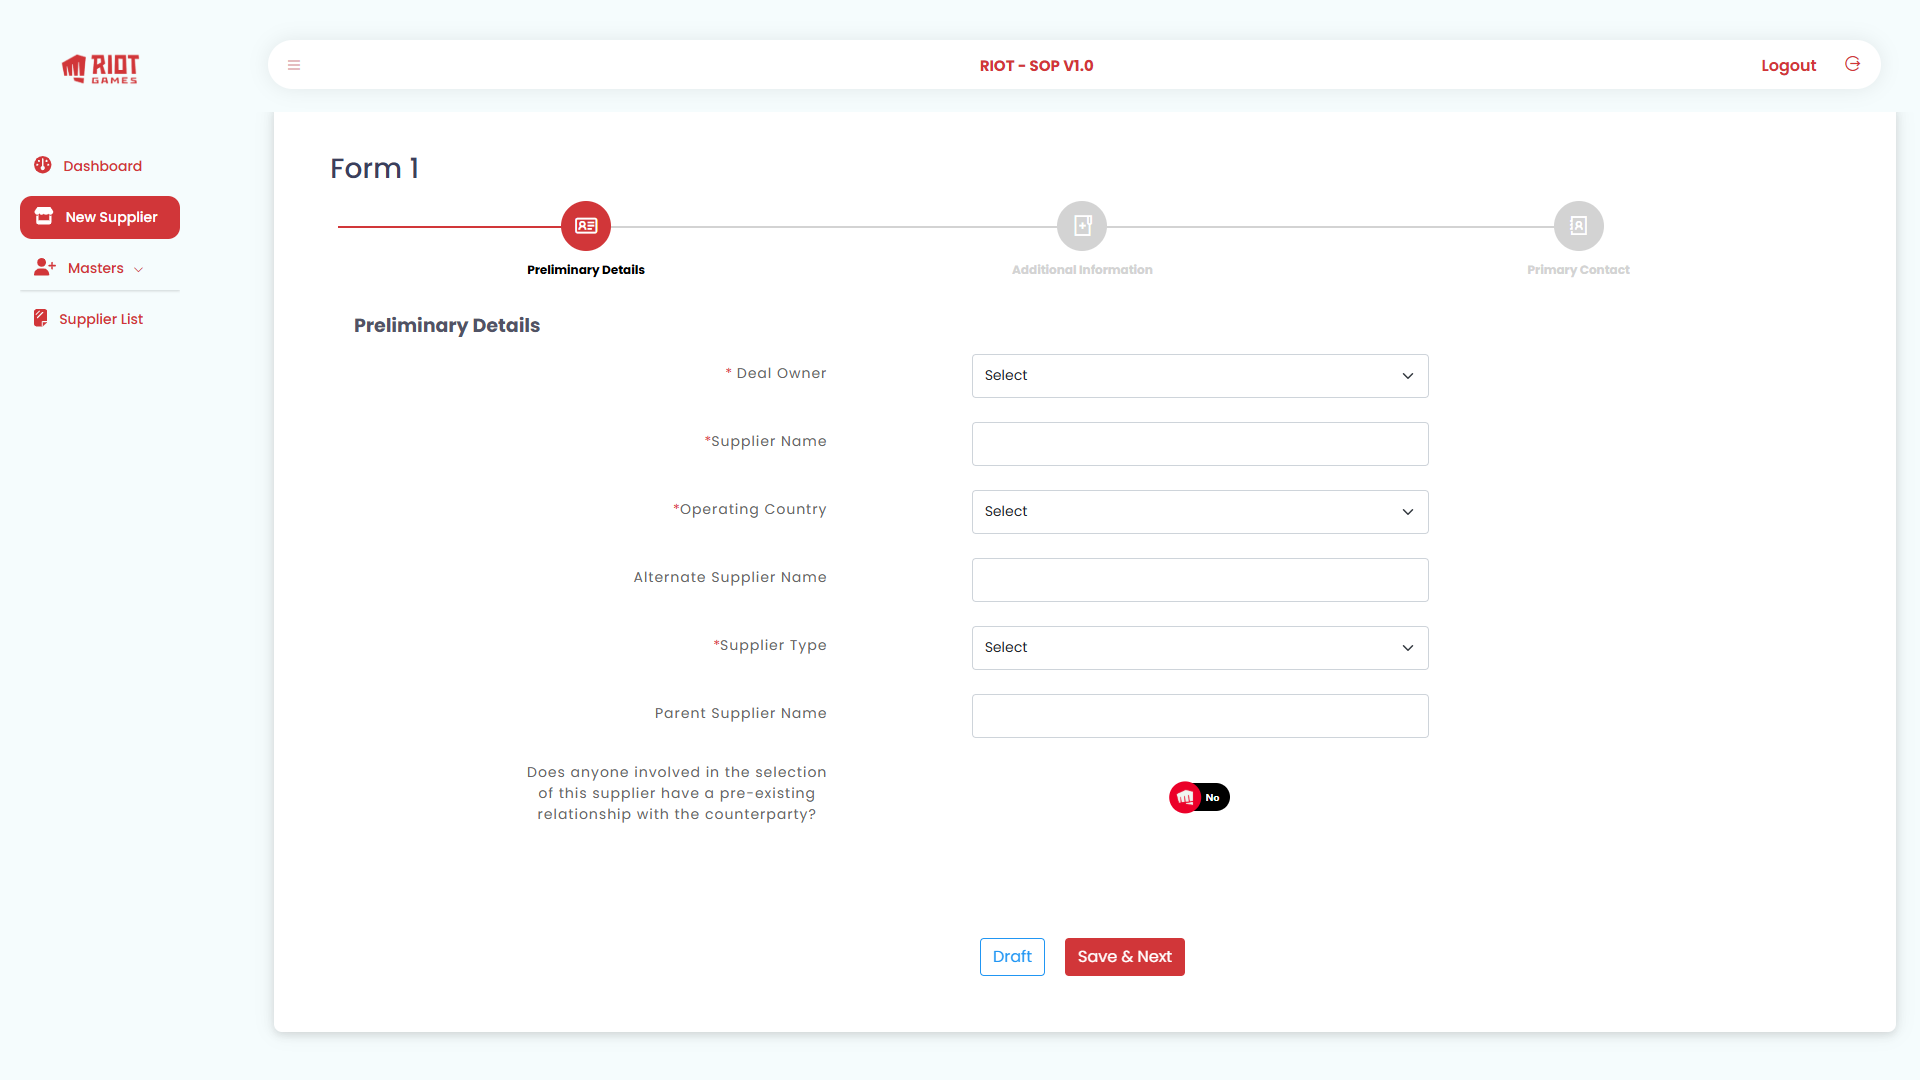 RIOT
GAMES
RIOT - SOP V1.0
Logout
Dashboard
New Supplier
Masters
Supplier List
Form 1
Preliminary Details
Additional Information
Primary Contact
Preliminary Details
* Deal Owner
Select
*Supplier Name
*Operating Country
Select
Alternate Supplier Name
*Supplier Type
Select
Parent Supplier Name
Does anyone involved in the selection
of this supplier have a pre-existing
relationship with the counterparty?
No
Draft
Save & Next